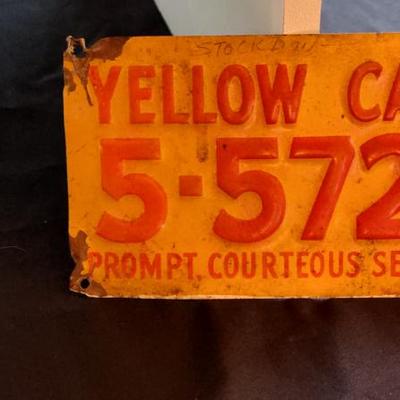 YELLOW CA
5-572
PROMPT, COURTEOUS SE